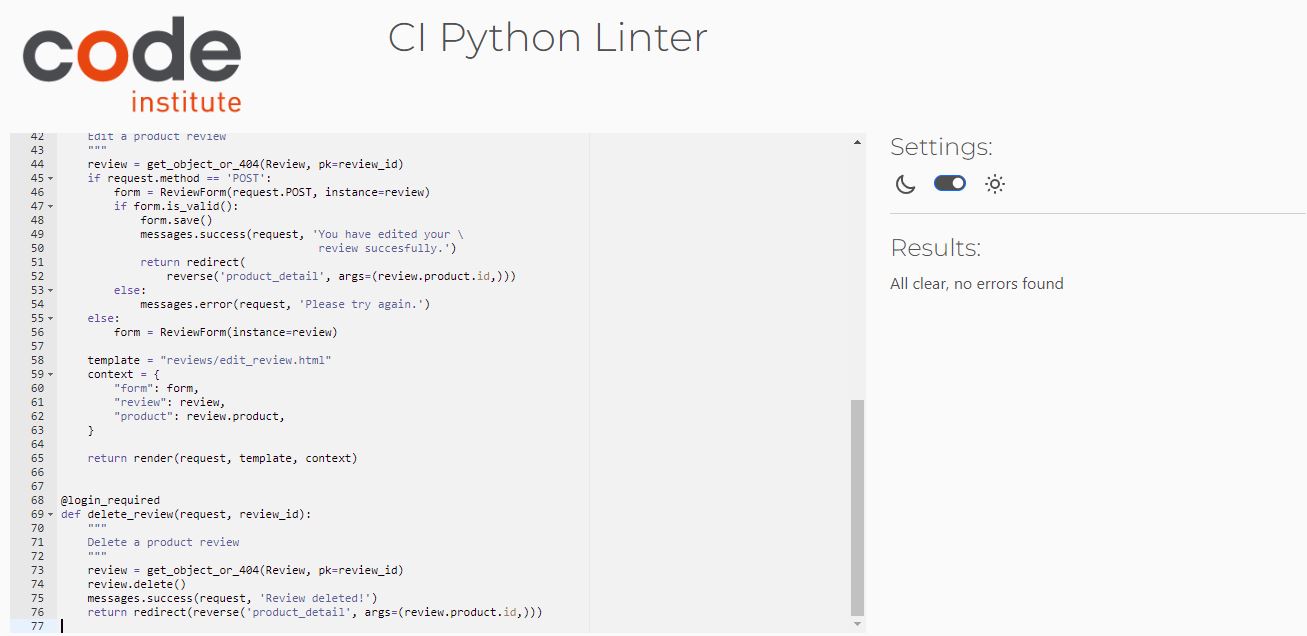 code
institute
CI Python Linter
42 Edit a product review
43 """
44 review = get_object_or_404(Review, pk=review_id)
45 if request.method == 'POST':
46 form = ReviewForm(request.POST, instance=review)
47 if form.is_valid():
48 form.save()
49 messages.success(request, 'You have edited your \
50 review succesfully.')
51 return redirect(
52 reverse('product_detail', args=(review.product.id,)))
53 else:
54 messages.error(request, 'Please try again.')
55 else:
56 form = ReviewForm(instance=review)
57
58 template = "reviews/edit_review.html"
59 context = {
60 "form": form,
61 "review": review,
62 "product": review.product,
63 }
64
65 return render(request, template, context)
66
67
68 @login_required
69 def delete_review(request, review_id):
70 """
71 Delete a product review
72 """
73 review = get_object_or_404(Review, pk=review_id)
74 review.delete()
75 messages.success(request, 'Review deleted!')
76 return redirect(reverse('product_detail', args=(review.product.id,)))
77
Settings:
Results:
All clear, no errors found